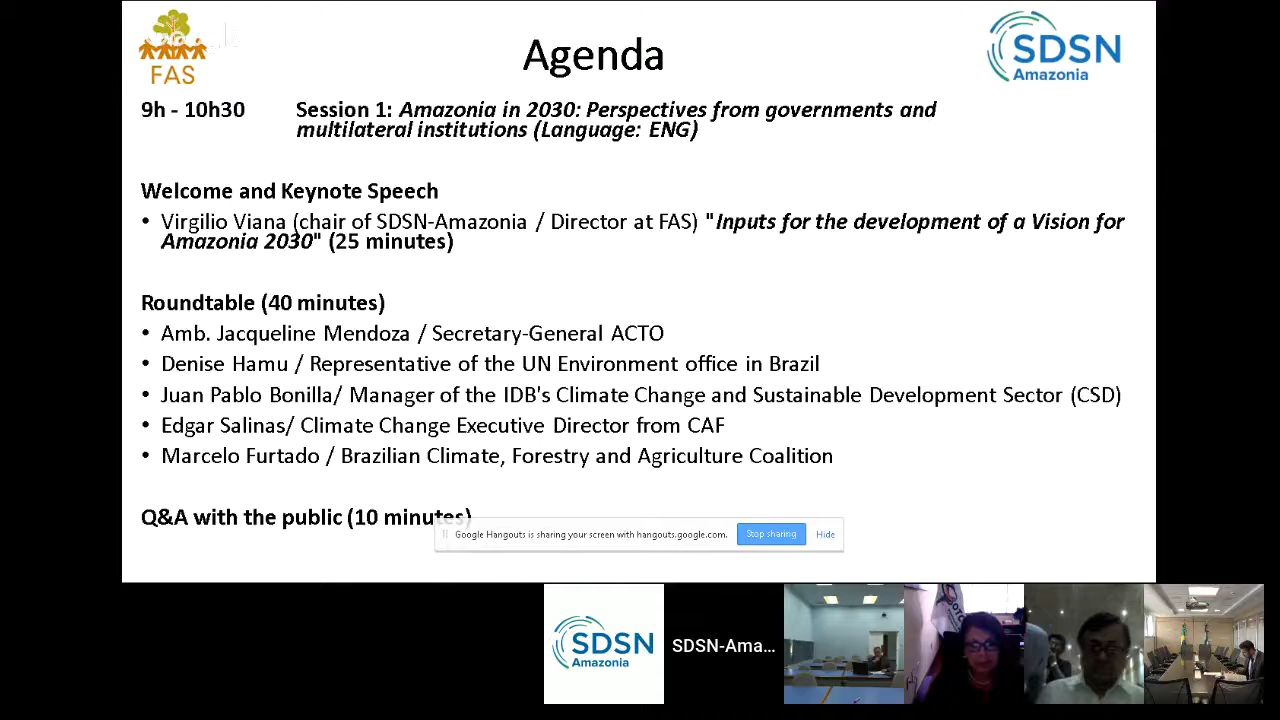 FAS
Agenda
SDSN
Amazonia
9h - 10h30 Session 1: Amazonia in 2030: Perspectives from governments and
multilateral institutions (Language: ENG)
Welcome and Keynote Speech
• Virgilio Viana (chair of SDSN-Amazonia / Director at FAS) "Inputs for the development of a Vision for
Amazonia 2030" (25 minutes)
Roundtable (40 minutes)
• Amb. Jacqueline Mendoza / Secretary-General ACTO
• Denise Hamu / Representative of the UN Environment office in Brazil
• Juan Pablo Bonilla/ Manager of the IDB's Climate Change and Sustainable Development Sector (CSD)
• Edgar Salinas/ Climate Change Executive Director from CAF
• Marcelo Furtado / Brazilian Climate, Forestry and Agriculture Coalition
Q&A with the public (10 minutes)
Google Hangouts is sharing your screen with hangouts.google.com. Stop sharing Hide
SDSN
Amazonia
SDSN-Ama...